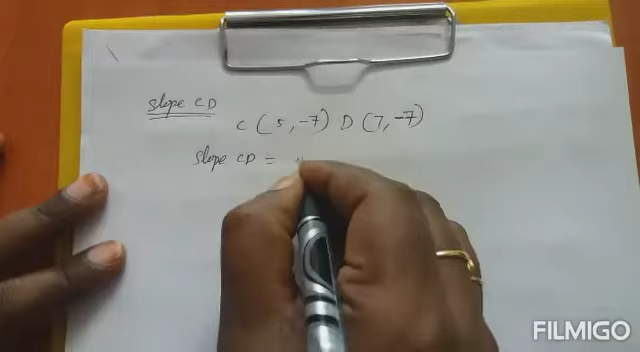 slope CD
C (5, -7) D (7, -7)
slope CD =
FILMIGO